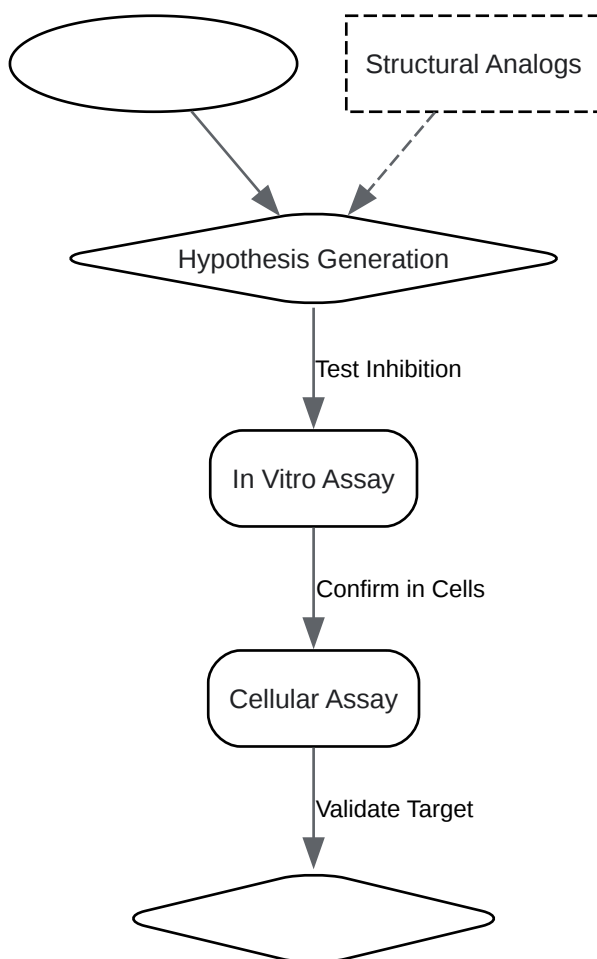 Structural Analogs
Hypothesis Generation
Test Inhibition
In Vitro Assay
Confirm in Cells
Cellular Assay
Validate Target